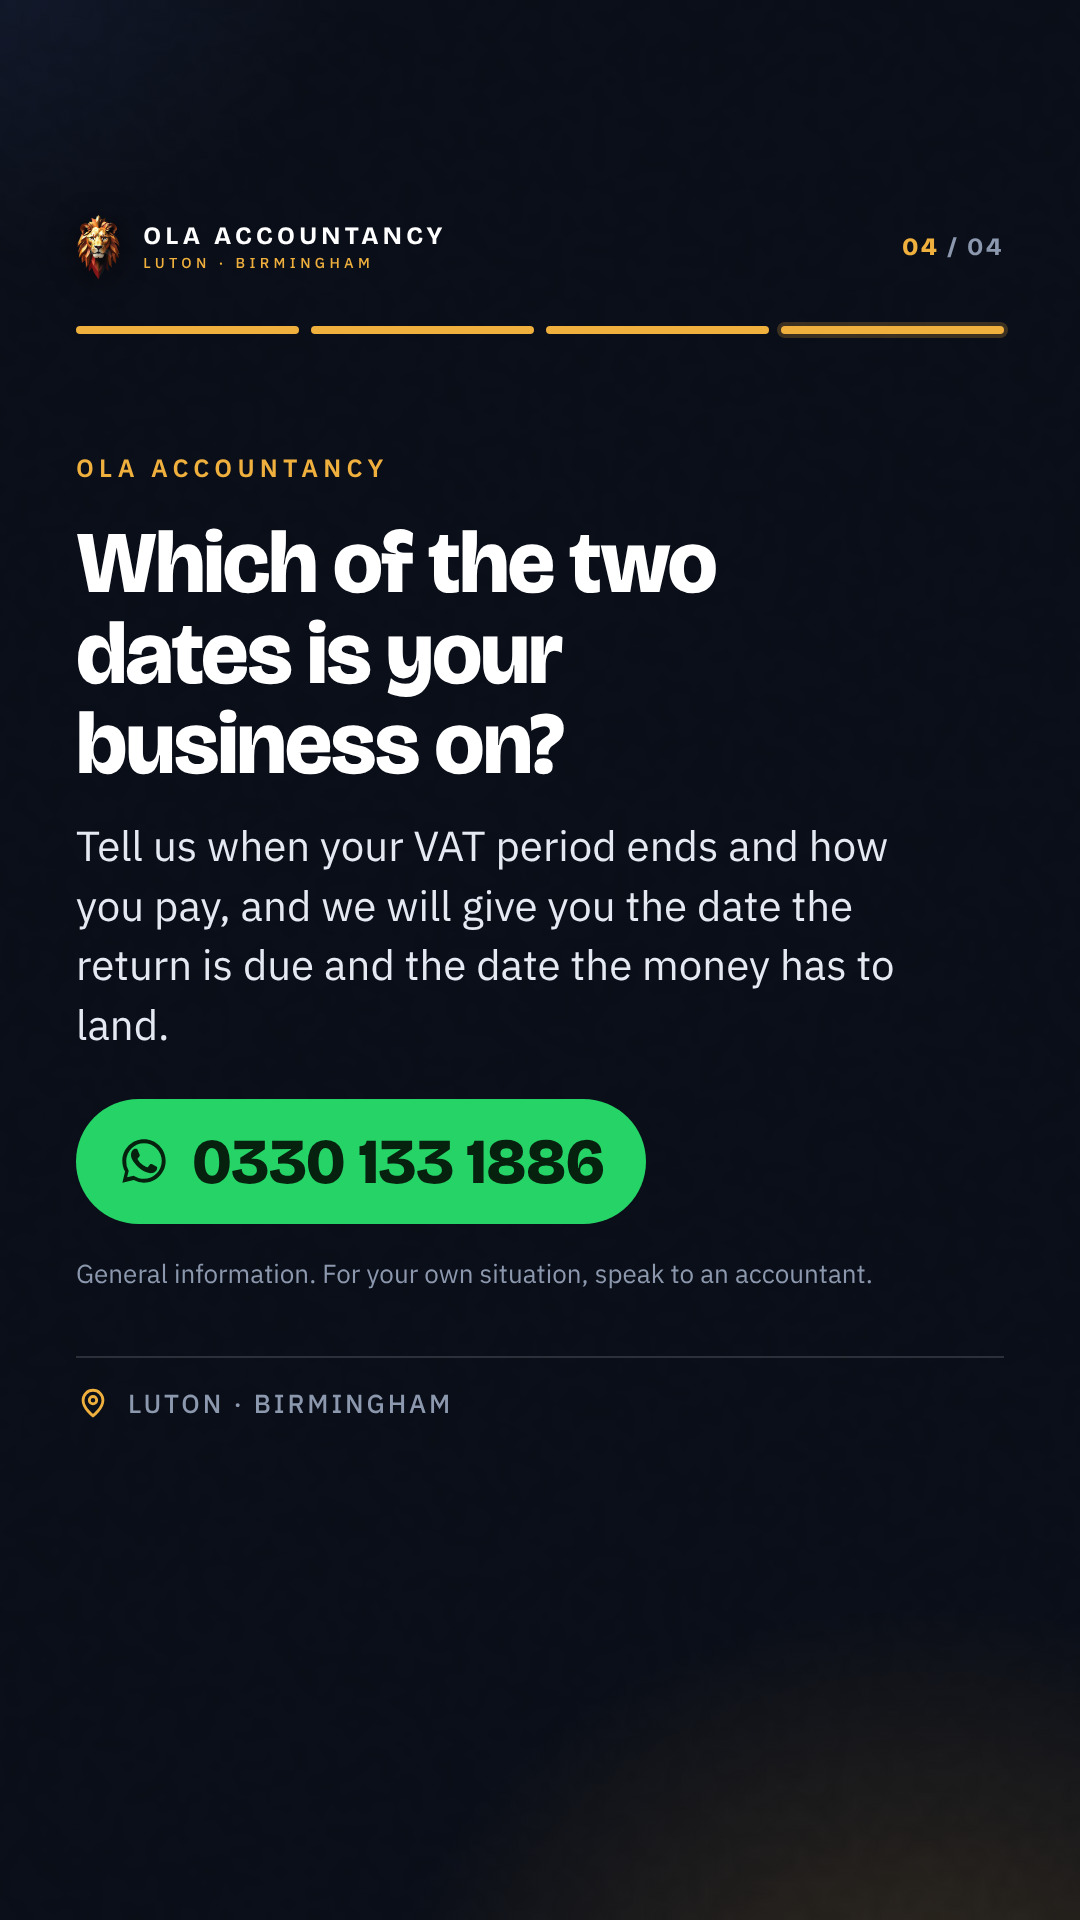 OLA ACCOUNTANCY
LUTON · BIRMINGHAM
04 / 04
OLA ACCOUNTANCY
Which of the two
dates is your
business on?
Tell us when your VAT period ends and how
you pay, and we will give you the date the
return is due and the date the money has to
land.
0330 133 1886
General information. For your own situation, speak to an accountant.
LUTON · BIRMINGHAM